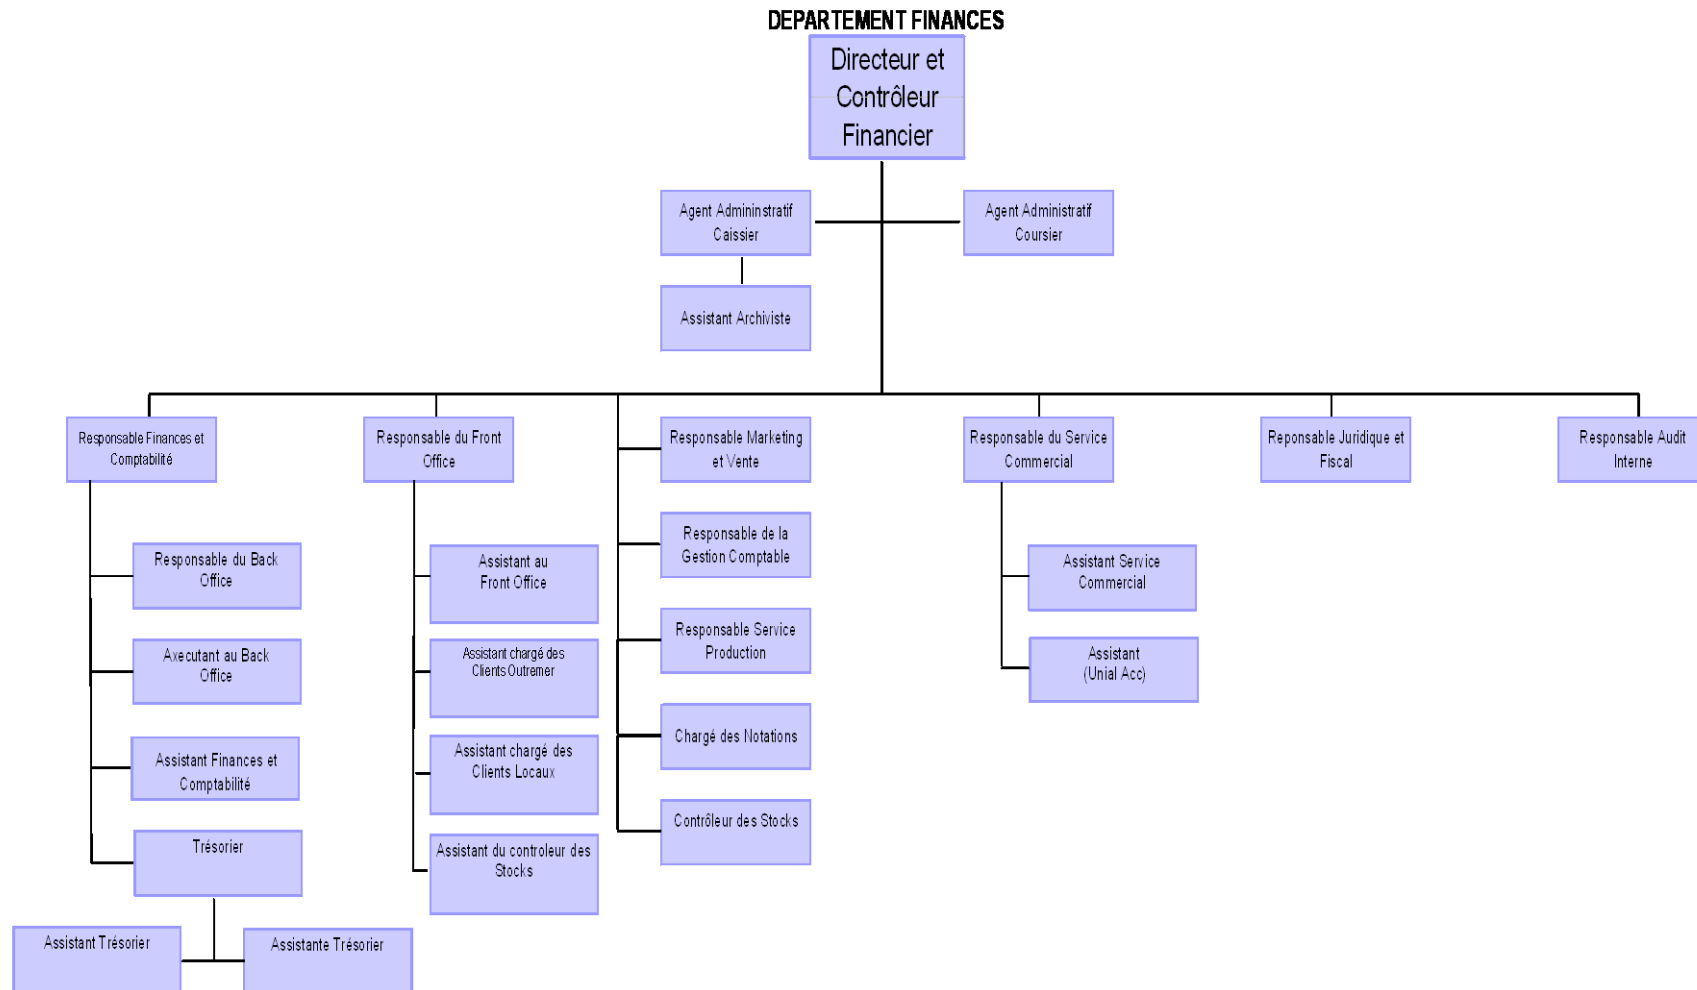 DEPARTEMENT FINANCES
Directeur et
Contrôleur
Financier
Agent Admininstratif
Caissier
Agent Administratif
Coursier
Assistant Archiviste
Responsable Finances et
Comptabilité
Responsable du Front
Office
Responsable Marketing
et Vente
Responsable du Service
Commercial
Reponsable Juridique et
Fiscal
Responsable Audit
Interne
Responsable du Back
Office
Axecutant au Back
Office
Assistant Finances et
Comptabilité
Trésorier
Assistant Trésorier
Assistante Trésorier
Assistant au
Front Office
Assistant chargé des
Clients Outremer
Assistant chargé des
Clients Locaux
Assistant du controleur des
Stocks
Responsable de la
Gestion Comptable
Responsable Service
Production
Chargé des Notations
Contrôleur des Stocks
Assistant Service
Commercial
Assistant
(Unial Acc)